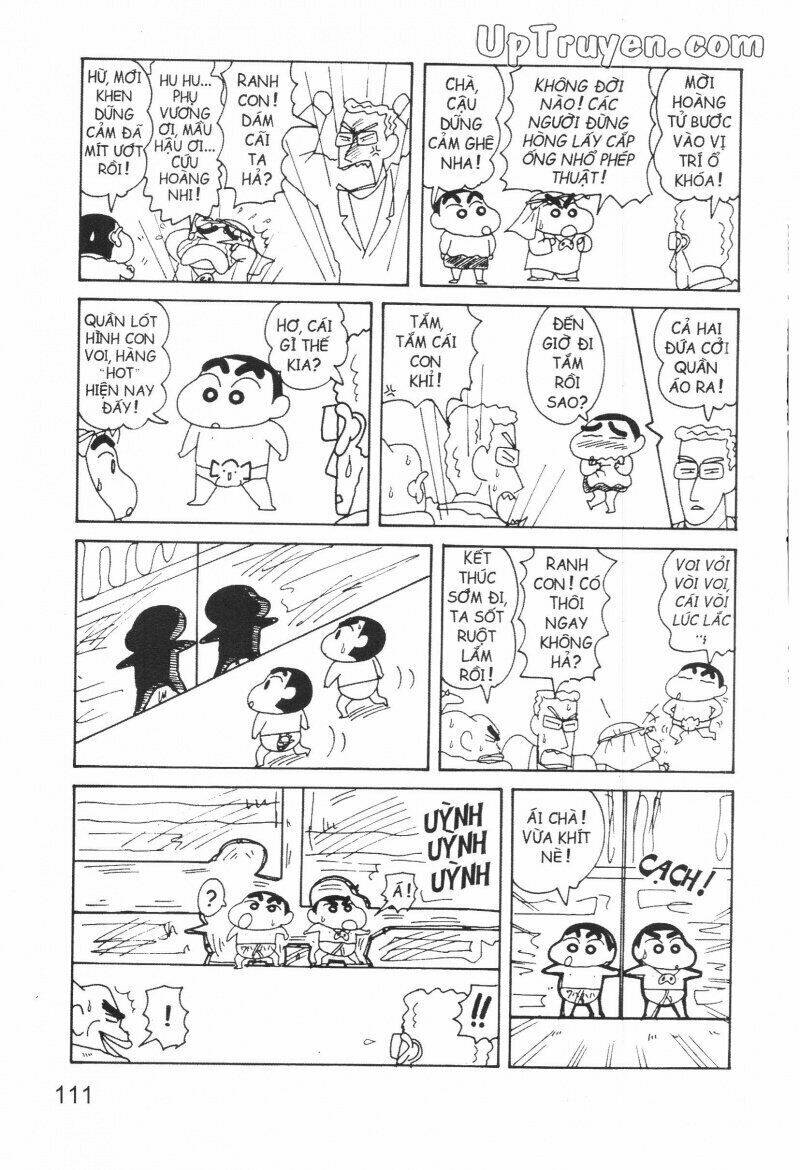 UpTruyen.com
MỜI
HOÀNG
TỬ BƯỚC
VÀO VỊ
TRÍ Ổ
KHÓA!
KHÔNG ĐỜI
NÀO! CÁC
NGƯƠI ĐỪNG
HÒNG LẤY CẮP
ỐNG NHỔ PHÉP
THUẬT!
CHÀ,
CẬU
DŨNG
CẢM GHÊ
NHA!
RANH
CON!
DÁM
CÃI
TA
HẢ?
HU HU...
PHỤ
VƯƠNG
ƠI, MẪU
HẬU ƠI...
CỨU
HOÀNG
NHI!
HỪ, MỚI
KHEN
DŨNG
CẢM ĐÃ
MÍT ƯỚT
RỒI!
CẢ HAI
ĐỨA CỞI
QUẦN
ÁO RA!
ĐẾN
GIỜ ĐI
TẮM
RỒI
SAO?
TẮM,
TẮM CÁI
CON
KHỈ!
HƠ, CÁI
GÌ THẾ
KIA?
QUẦN LÓT
HÌNH CON
VOI, HÀNG
"HOT"
HIỆN NAY
ĐẤY!
VOI VỎI
VÒI VOI,
CÁI VÒI
LÚC LẮC
...
RANH
CON! CÓ
THÔI
NGAY
KHÔNG
HẢ?
KẾT
THÚC
SỚM ĐI,
TA SỐT
RUỘT
LẮM
RỒI!
ÁI CHÀ!
VỪA KHÍT
NÈ!
CẠCH!
UỲNH
UỲNH
UỲNH
Á!
?
!!
!
111